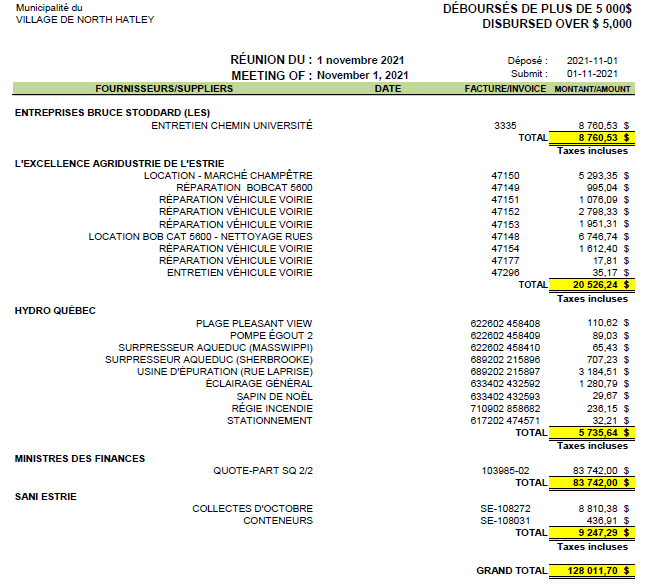 Municipalité du
VILLAGE DE NORTH HATLEY
DÉBOURSÉS DE PLUS DE 5 000$
DISBURSED OVER $ 5,000
RÉUNION DU : 1 novembre 2021 Déposé : 2021-11-01
MEETING OF : November 1, 2021 Submit : 01-11-2021
FOURNISSEURS/SUPPLIERS DATE FACTURE/INVOICE MONTANT/AMOUNT
ENTREPRISES BRUCE STODDARD (LES)
ENTRETIEN CHEMIN UNIVERSITÉ 3335 8 760,53 $
TOTAL 8 760,53 $
Taxes incluses
L'EXCELLENCE AGRIDUSTRIE DE L'ESTRIE
LOCATION - MARCHÉ CHAMPÊTRE 47150 5 293,35 $
RÉPARATION BOBCAT 5600 47149 995,04 $
RÉPARATION VÉHICULE VOIRIE 47151 1 076,09 $
RÉPARATION VÉHICULE VOIRIE 47152 2 798,33 $
RÉPARATION VÉHICULE VOIRIE 47153 1 951,31 $
LOCATION BOB CAT 5600 - NETTOYAGE RUES 47148 6 746,74 $
RÉPARATION VÉHICULE VOIRIE 47154 1 612,40 $
RÉPARATION VÉHICULE VOIRIE 47177 17,81 $
ENTRETIEN VÉHICULE VOIRIE 47296 35,17 $
TOTAL 20 526,24 $
Taxes incluses
HYDRO QUÉBEC
PLAGE PLEASANT VIEW 622602 458408 110,62 $
POMPE ÉGOUT 2 622602 458409 89,03 $
SURPRESSEUR AQUEDUC (MASSWIPPI) 622602 458410 65,43 $
SURPRESSEUR AQUEDUC (SHERBROOKE) 689202 215896 707,23 $
USINE D'ÉPURATION (RUE LAPRISE) 689202 215897 3 184,51 $
ÉCLAIRAGE GÉNÉRAL 633402 432592 1 280,79 $
SAPIN DE NOËL 633402 432593 29,67 $
RÉGIE INCENDIE 710902 858682 236,15 $
STATIONNEMENT 617202 474571 32,21 $
TOTAL 5 735,64 $
Taxes incluses
MINISTRES DES FINANCES
QUOTE-PART SQ 2/2 103985-02 83 742,00 $
TOTAL 83 742,00 $
SANI ESTRIE
COLLECTES D'OCTOBRE SE-108272 8 810,38 $
CONTENEURS SE-108031 436,91 $
TOTAL 9 247,29 $
Taxes incluses
GRAND TOTAL 128 011,70 $